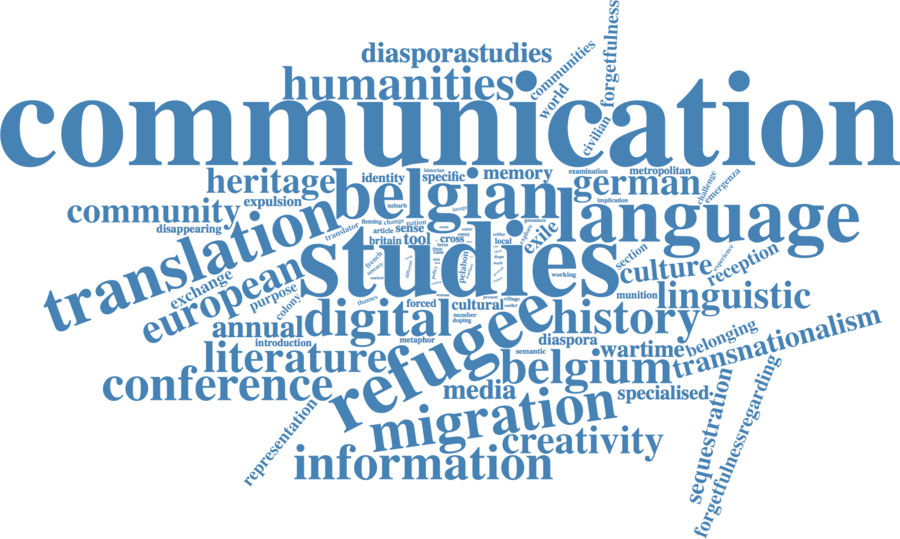 diasporastudies
communities
forgetfulness
humanities
world
civilian
communication
historian
examination
metropolitan
heritage
identity
specific
memory
german
challenge
emergenza
expulsion
suburb
belgian
image
implication
community
language
disappearing
translation
translator
fleming
change
nation
article
sense
presence
explore
exile
britain
tool
cross
local
studies
section
culture
experience
reception
european
exchange
purpose
colony
french
pelabon
working
linguistic
munition
themes
forced
cultural
present
village
conflict
annual
digital
number
doping
refugee
history
introduction
metaphor
diaspora
wartime
belonging
transnationalism
literature
semantic
belgium
conference
media
specialised
migration
creativity
representation
information
sequestration
forgetfulnessregarding